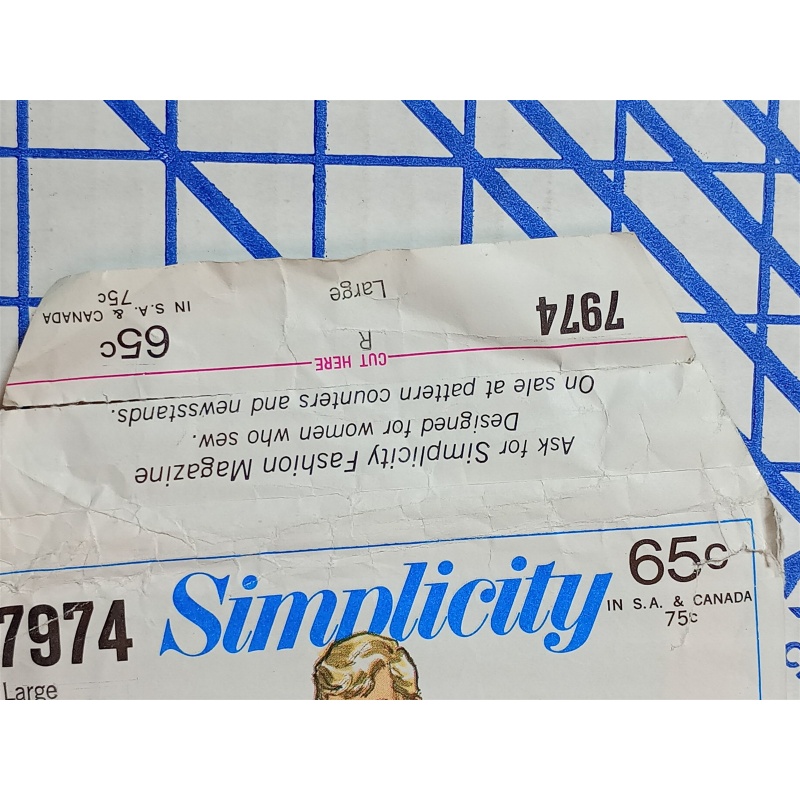 Ask for Simplicity Fashion Magazine
Designed for women who sew.
On sale at pattern counters and newsstands.
CUT HERE
7974
R
65c
Large
IN S.A. & CANADA
75c
7974
Large
Simplicity
65c
IN S.A. & CANADA
75c